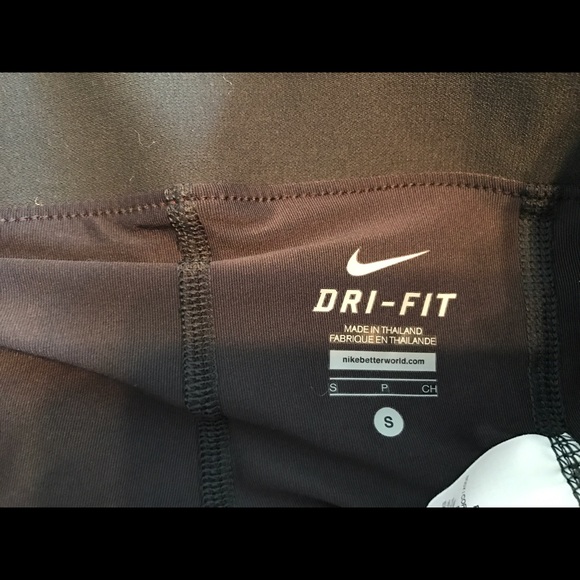 DRI-FIT
MADE IN THAILAND
FABRIQUE EN THAILANDE
nikebetterworld.com
S P CH
S